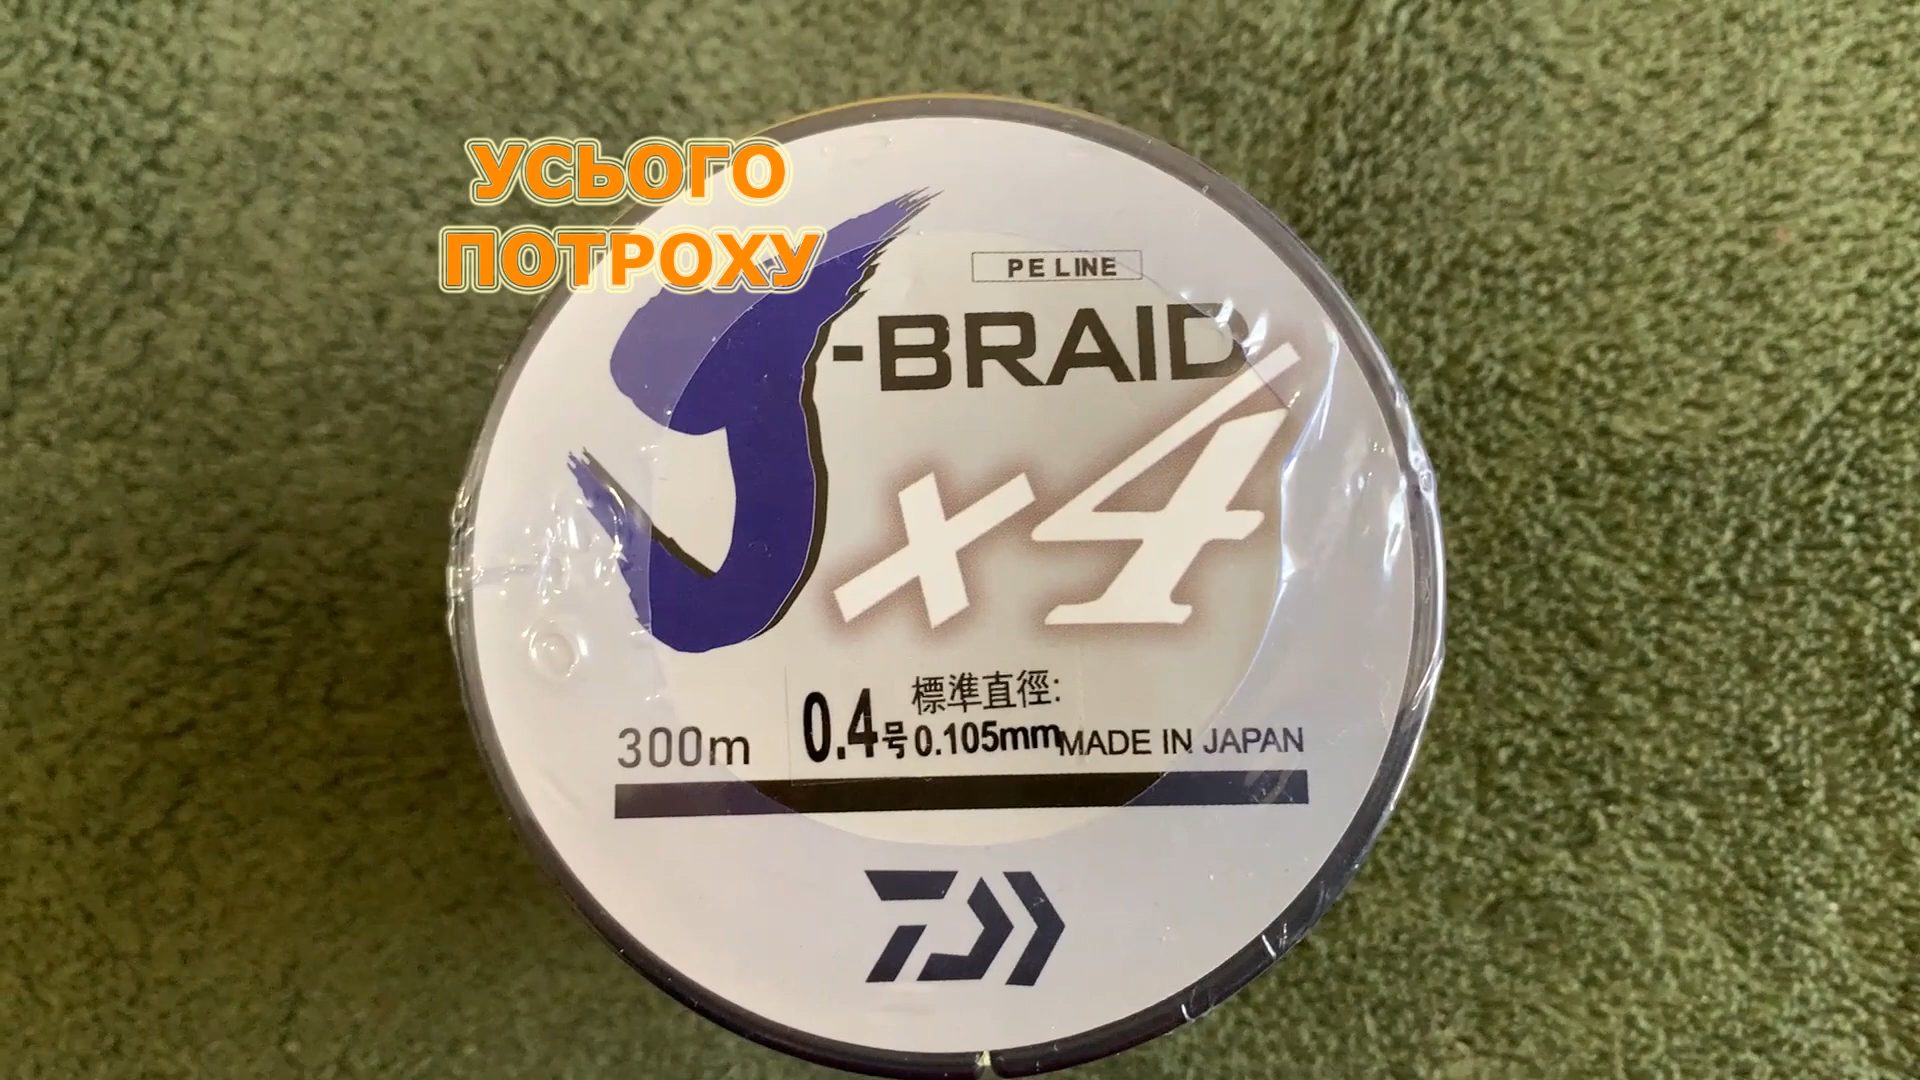 УСЬОГО
ПОТРОХУ
PE LINE
J-BRAID
x4
標準直徑:
300m 0.4号 0.105mm MADE IN JAPAN